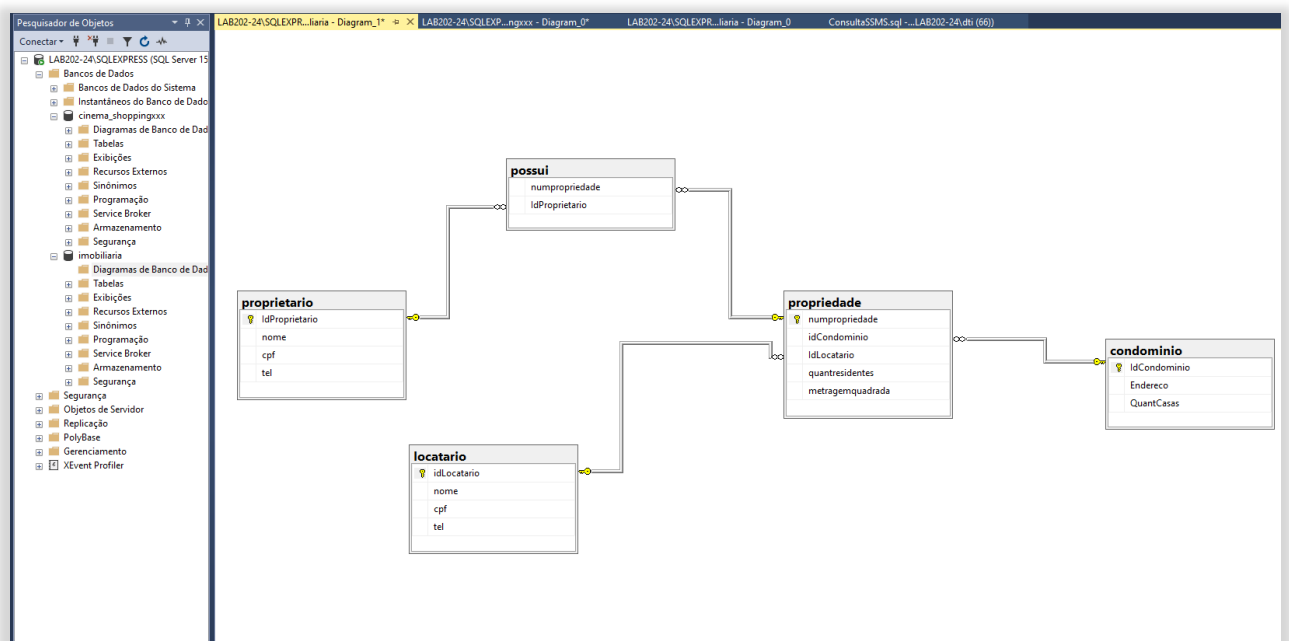 Pesquisador de Objetos
Conectar
LAB202-24\SQLEXPRESS (SQL Server 15
Bancos de Dados
Bancos de Dados do Sistema
Instantâneos do Banco de Dado
cinema_shoppingxxx
Diagramas de Banco de Dad
Tabelas
Exibições
Recursos Externos
Sinônimos
Programação
Service Broker
Armazenamento
Segurança
imobiliaria
Diagramas de Banco de Dad
Tabelas
Exibições
Recursos Externos
Sinônimos
Programação
Service Broker
Armazenamento
Segurança
Segurança
Objetos de Servidor
Replicação
PolyBase
Gerenciamento
XEvent Profiler
LAB202-24\SQLEXPR...liaria - Diagram_1*
LAB202-24\SQLEXP...ngxxx - Diagram_0*
LAB202-24\SQLEXPR...liaria - Diagram_0
ConsultaSSMS.sql -...LAB202-24\dti (66))
possui
numpropriedade
IdProprietario
proprietario
IdProprietario
nome
cpf
tel
propriedade
numpropriedade
idCondominio
IdLocatario
quantresidentes
metragemquadrada
condominio
IdCondominio
Endereco
QuantCasas
locatario
idLocatario
nome
cpf
tel